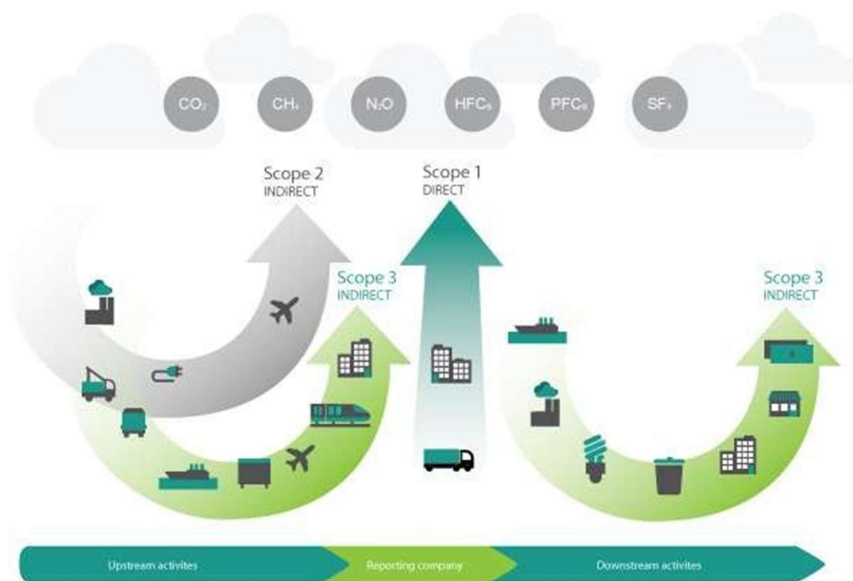 CO₂ CH₄ N₂O HFCₛ PFCₛ SF₆
Scope 2
INDIRECT
Scope 1
DIRECT
Scope 3
INDIRECT
Scope 3
INDIRECT
Upstream activites
Reporting company
Downstream activites